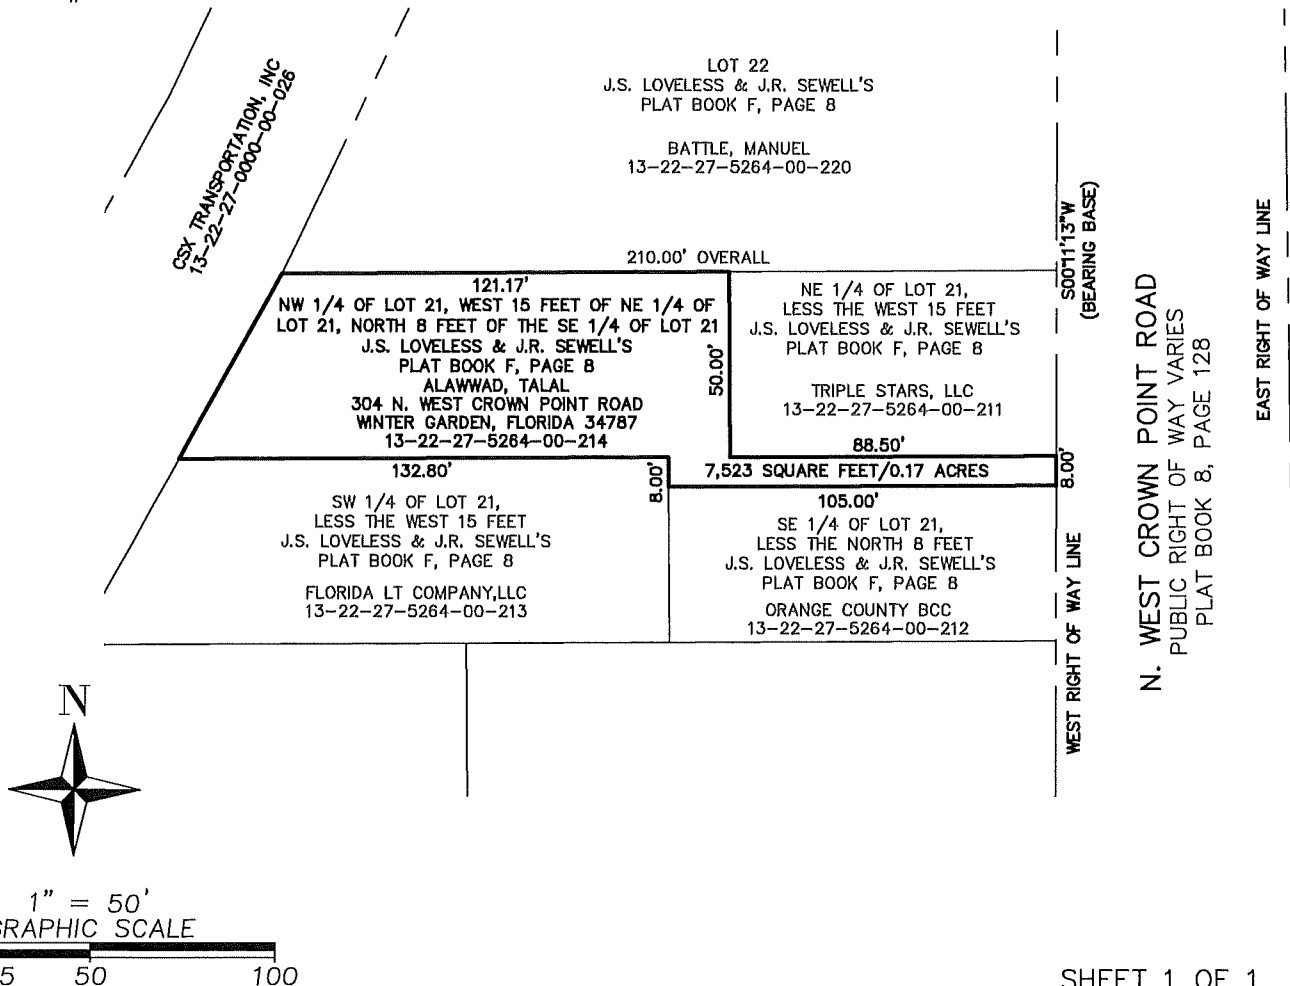 LOT 22
J.S. LOVELESS & J.R. SEWELL'S
PLAT BOOK F, PAGE 8
BATTLE, MANUEL
13-22-27-5264-00-220
CSX TRANSPORTATION, INC
13-22-27-0000-00-026
210.00' OVERALL
121.17'
NW 1/4 OF LOT 21, WEST 15 FEET OF NE 1/4 OF
LOT 21, NORTH 8 FEET OF THE SE 1/4 OF LOT 21
J.S. LOVELESS & J.R. SEWELL'S
PLAT BOOK F, PAGE 8
ALAWWAD, TALAL
304 N. WEST CROWN POINT ROAD
WINTER GARDEN, FLORIDA 34787
13-22-27-5264-00-214
50.00'
NE 1/4 OF LOT 21,
LESS THE WEST 15 FEET
J.S. LOVELESS & J.R. SEWELL'S
PLAT BOOK F, PAGE 8
TRIPLE STARS, LLC
13-22-27-5264-00-211
88.50'
S00°11'13"W
(BEARING BASE)
132.80'
8.00'
7,523 SQUARE FEET/0.17 ACRES
8.00'
105.00'
SW 1/4 OF LOT 21,
LESS THE WEST 15 FEET
J.S. LOVELESS & J.R. SEWELL'S
PLAT BOOK F, PAGE 8
FLORIDA LT COMPANY,LLC
13-22-27-5264-00-213
SE 1/4 OF LOT 21,
LESS THE NORTH 8 FEET
J.S. LOVELESS & J.R. SEWELL'S
PLAT BOOK F, PAGE 8
ORANGE COUNTY BCC
13-22-27-5264-00-212
WEST RIGHT OF WAY LINE
N. WEST CROWN POINT ROAD
PUBLIC RIGHT OF WAY VARIES
PLAT BOOK 8, PAGE 128
EAST RIGHT OF WAY LINE
N
1" = 50'
GRAPHIC SCALE
5 50 100
SHEET 1 OF 1